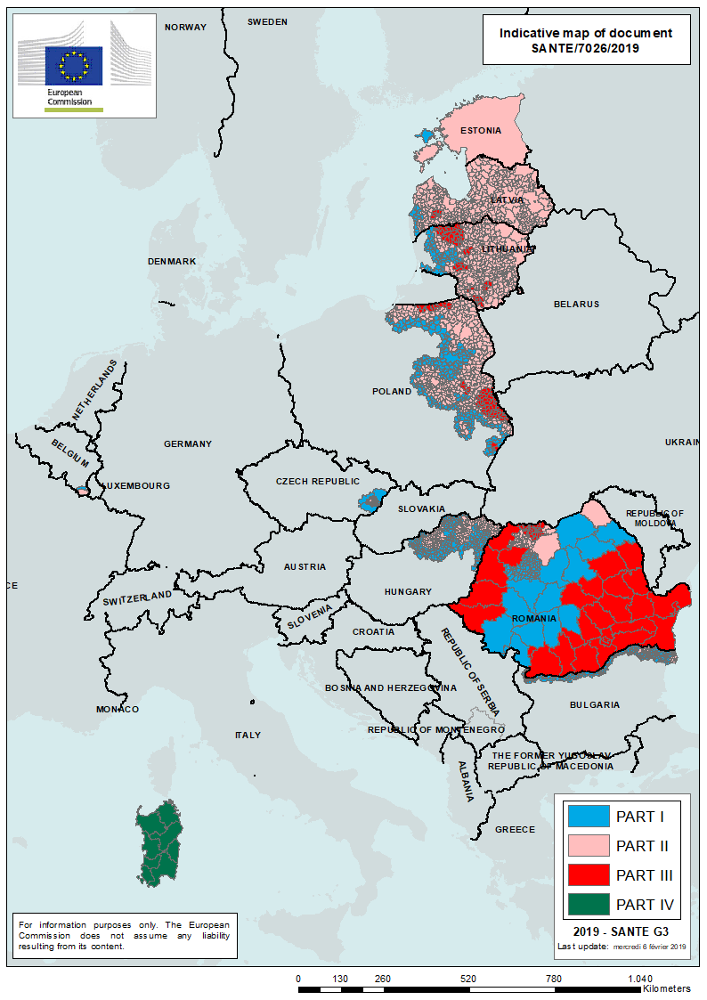 Indicative map of document
SANTE/7026/2019
European
Commission
NORWAY
SWEDEN
ESTONIA
LATVIA
LITHUANIA
DENMARK
BELARUS
NETHERLANDS
POLAND
BELGIUM
GERMANY
UKRAIN
LUXEMBOURG
CZECH REPUBLIC
SLOVAKIA
REPUBLIC OF
MOLDOVA
AUSTRIA
CE
HUNGARY
SWITZERLAND
SLOVENIA
ROMANIA
CROATIA
REPUBLIC OF SERBIA
BOSNIA AND HERZEGOVINA
MONACO
BULGARIA
ITALY
REPUBLIC OF MONTENEGRO
THE FORMER YUGOSLAV
REPUBLIC OF MACEDONIA
ALBANIA
GREECE
PART I
PART II
PART III
PART IV
2019 - SANTE G3
Last update: mercredi 6 février 2019
For information purposes only. The European
Commission does not assume any liability
resulting from its content.
0 130 260 520 780 1.040
Kilometers